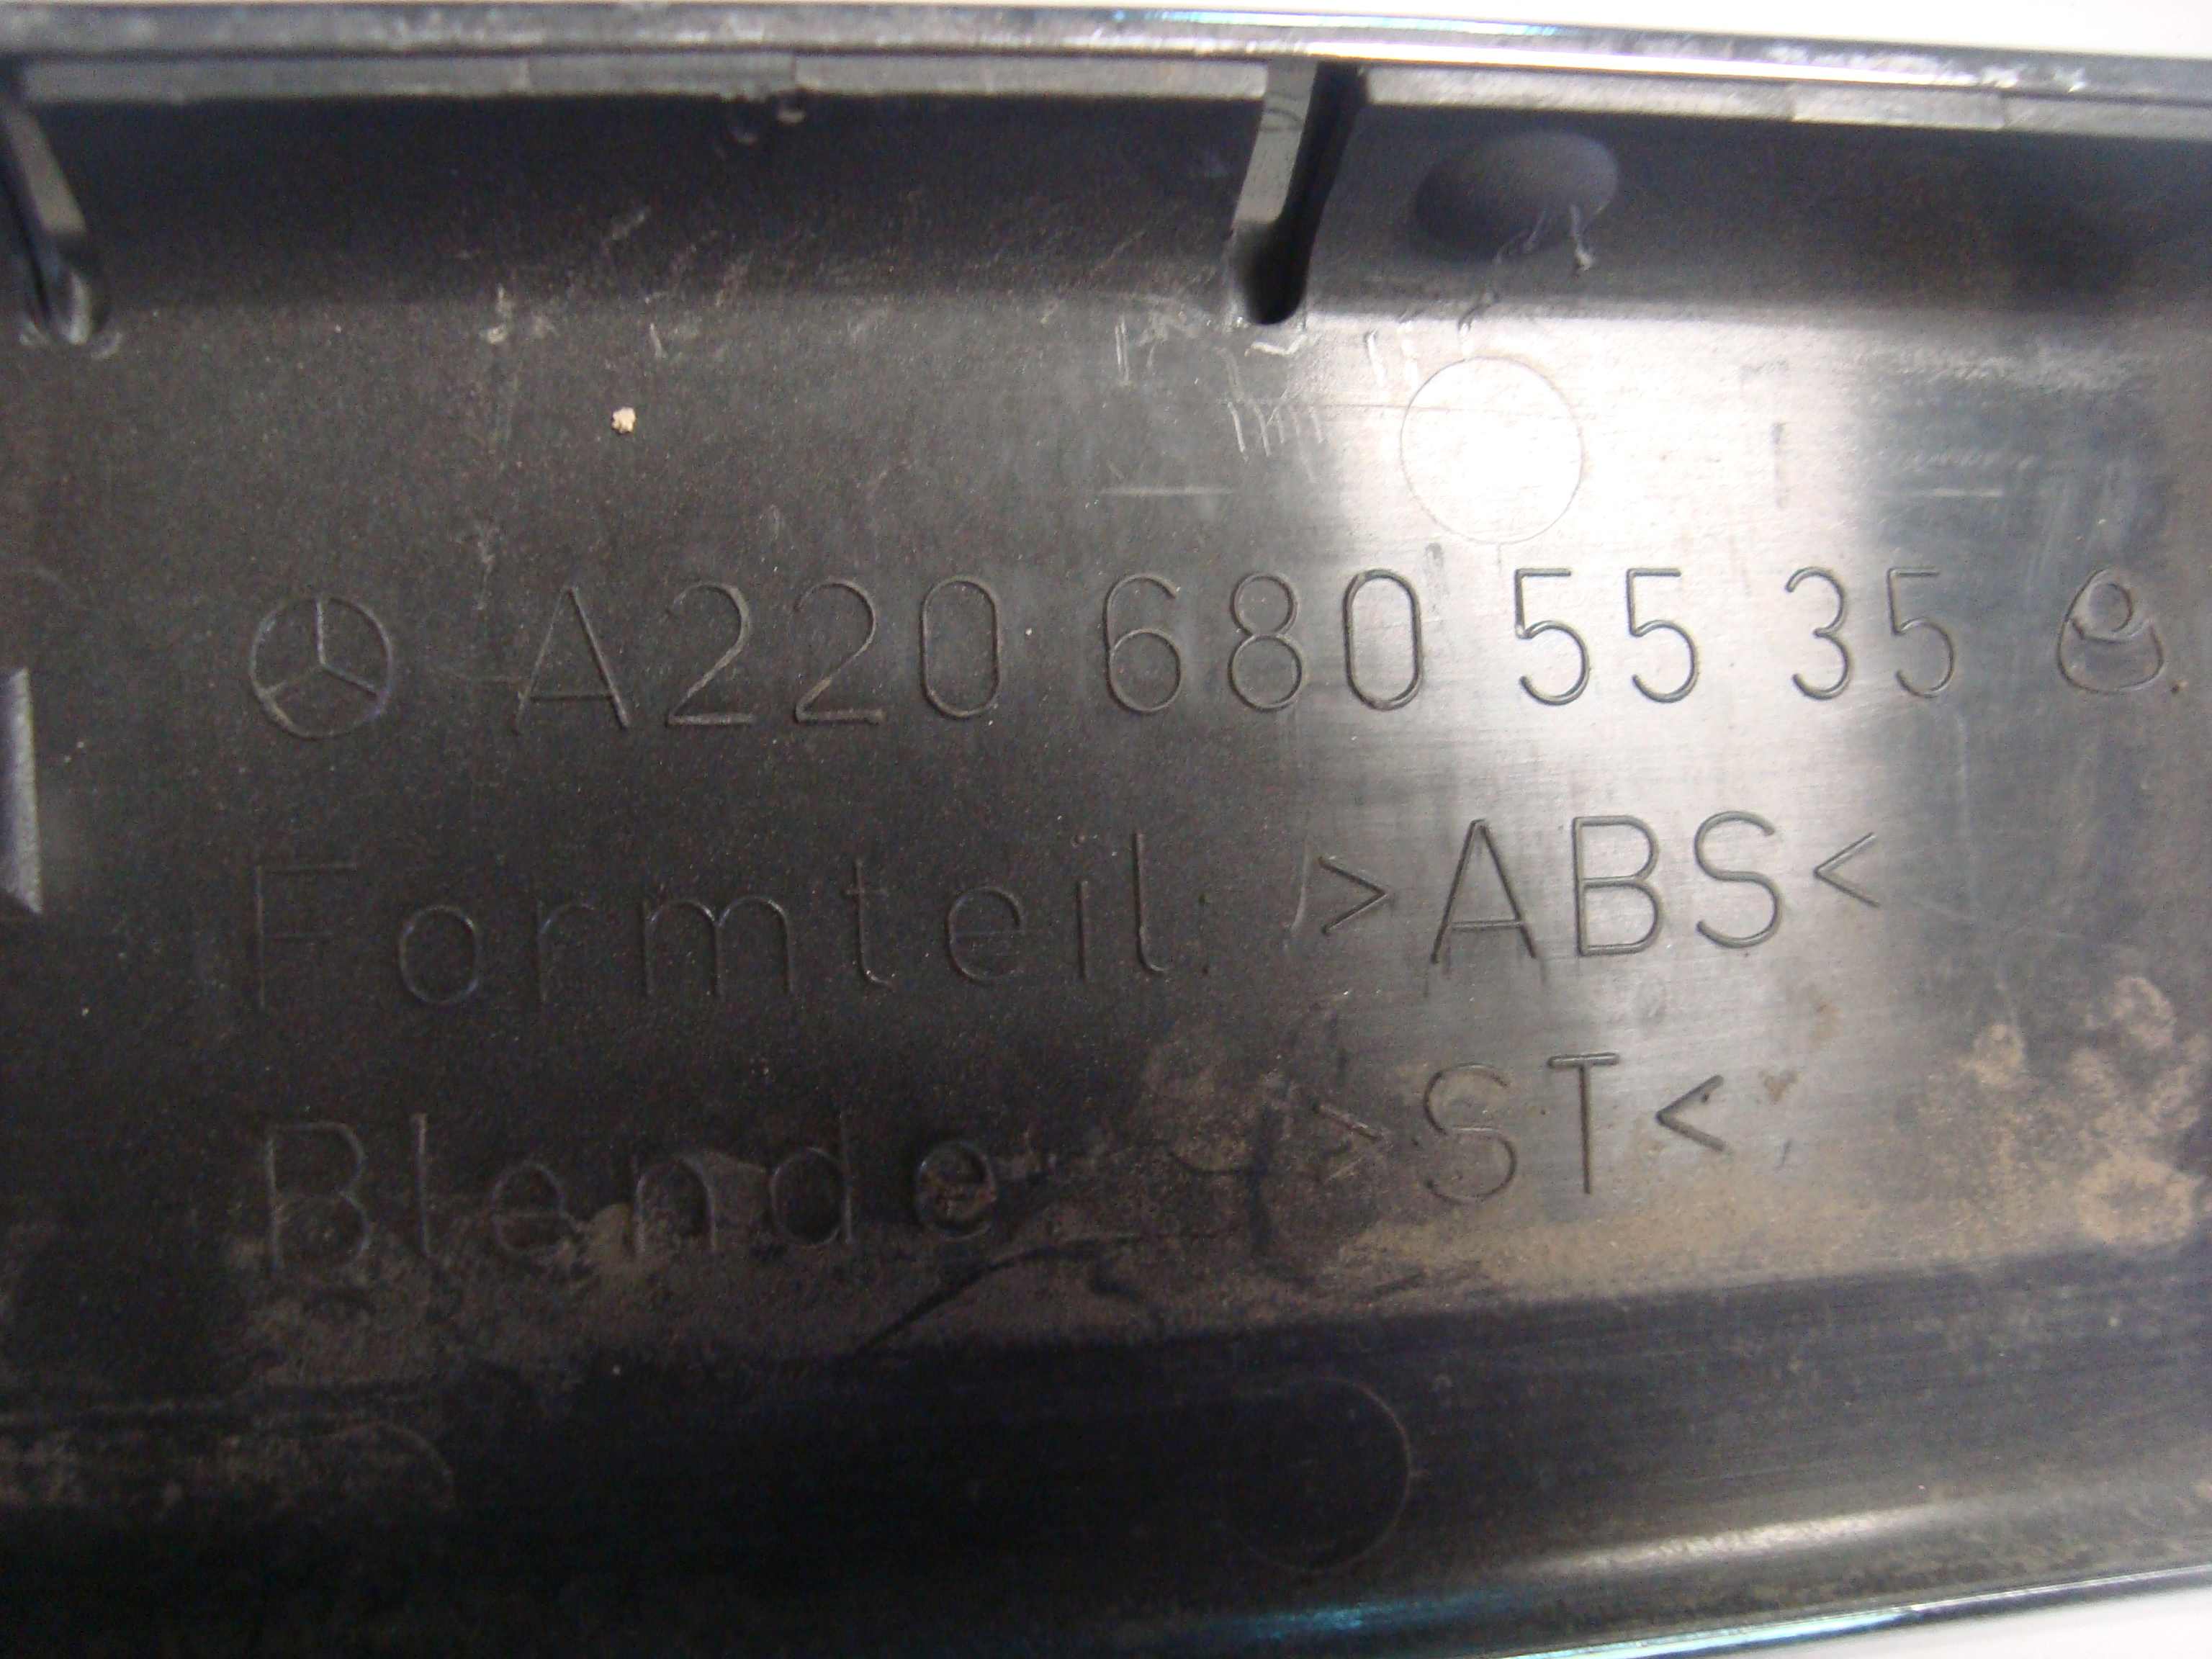 A220 680 55 35
Formteil: >ABS<
Blende >ST<